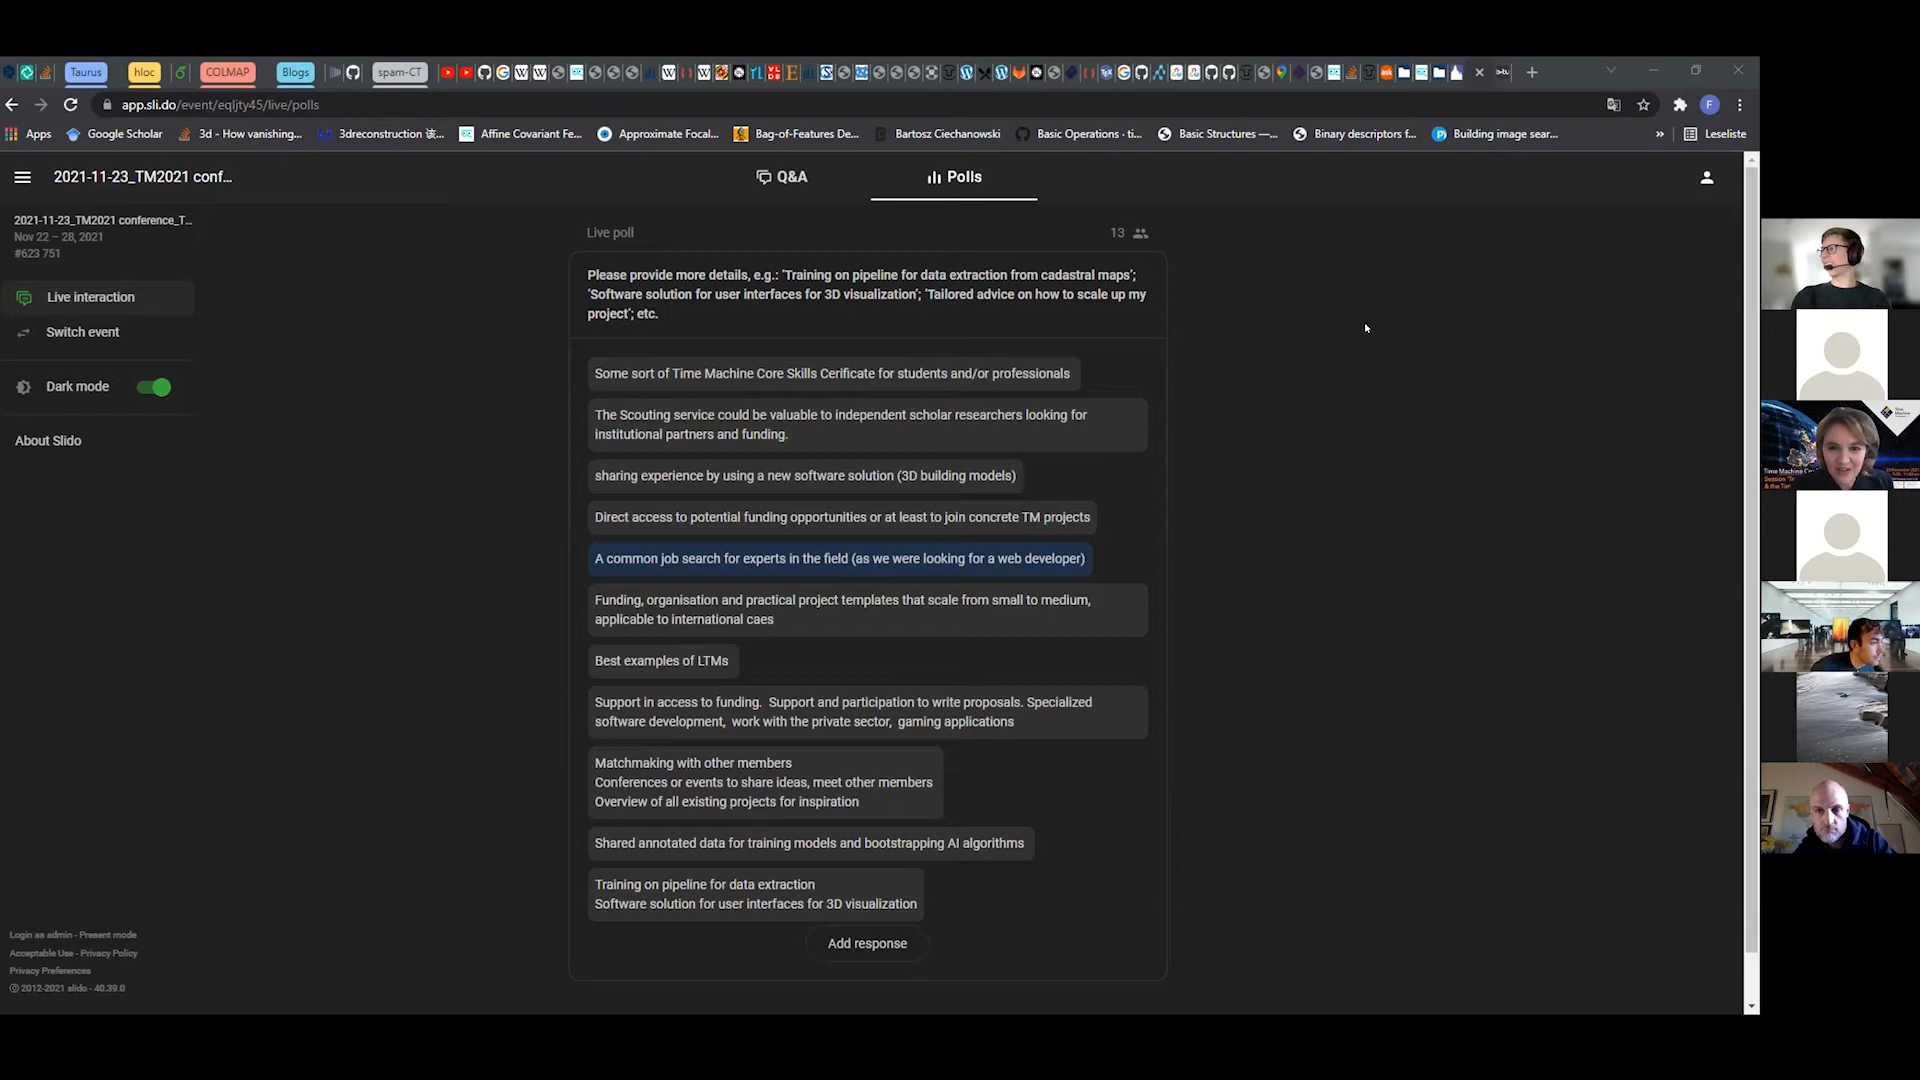 Taurus
hloc
COLMAP
Blogs
spam-CT
app.sli.do/event/eqljty45/live/polls
Apps
Google Scholar
3d - How vanishing...
Affine Covariant Fe...
Approximate Focal...
Bag-of-Features De...
Bartosz Ciechanowski
Basic Operations · ti...
Basic Structures —...
Binary descriptors f...
Building image sear...
»
Leseliste
2021-11-23_TM2021 conf...
Q&A
Polls
2021-11-23_TM2021 conference_T...
Nov 22 – 28, 2021
#623 751
Live interaction
Switch event
Dark mode
About Slido
Live poll
13
Please provide more details, e.g.: 'Training on pipeline for data extraction from cadastral maps';
'Software solution for user interfaces for 3D visualization'; 'Tailored advice on how to scale up my
project'; etc.
Some sort of Time Machine Core Skills Cerificate for students and/or professionals
The Scouting service could be valuable to independent scholar researchers looking for
institutional partners and funding.
sharing experience by using a new software solution (3D building models)
Direct access to potential funding opportunities or at least to join concrete TM projects
A common job search for experts in the field (as we were looking for a web developer)
Funding, organisation and practical project templates that scale from small to medium,
applicable to international caes
Best examples of LTMs
Support in access to funding. Support and participation to write proposals. Specialized
software development, work with the private sector, gaming applications
Matchmaking with other members
Conferences or events to share ideas, meet other members
Overview of all existing projects for inspiration
Shared annotated data for training models and bootstrapping AI algorithms
Training on pipeline for data extraction
Software solution for user interfaces for 3D visualization
Add response
Login as admin - Present mode
Acceptable Use - Privacy Policy
Privacy Preferences
© 2012-2021 slido - 40.39.0